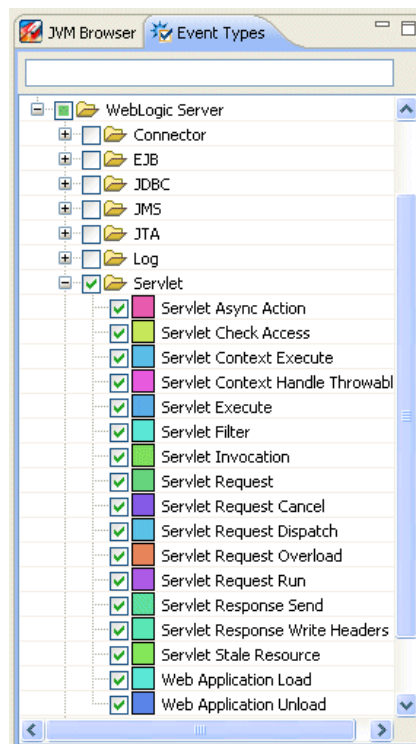 JVM Browser Event Types
WebLogic Server
Connector
EJB
JDBC
JMS
JTA
Log
Servlet
Servlet Async Action
Servlet Check Access
Servlet Context Execute
Servlet Context Handle Throwabl
Servlet Execute
Servlet Filter
Servlet Invocation
Servlet Request
Servlet Request Cancel
Servlet Request Dispatch
Servlet Request Overload
Servlet Request Run
Servlet Response Send
Servlet Response Write Headers
Servlet Stale Resource
Web Application Load
Web Application Unload